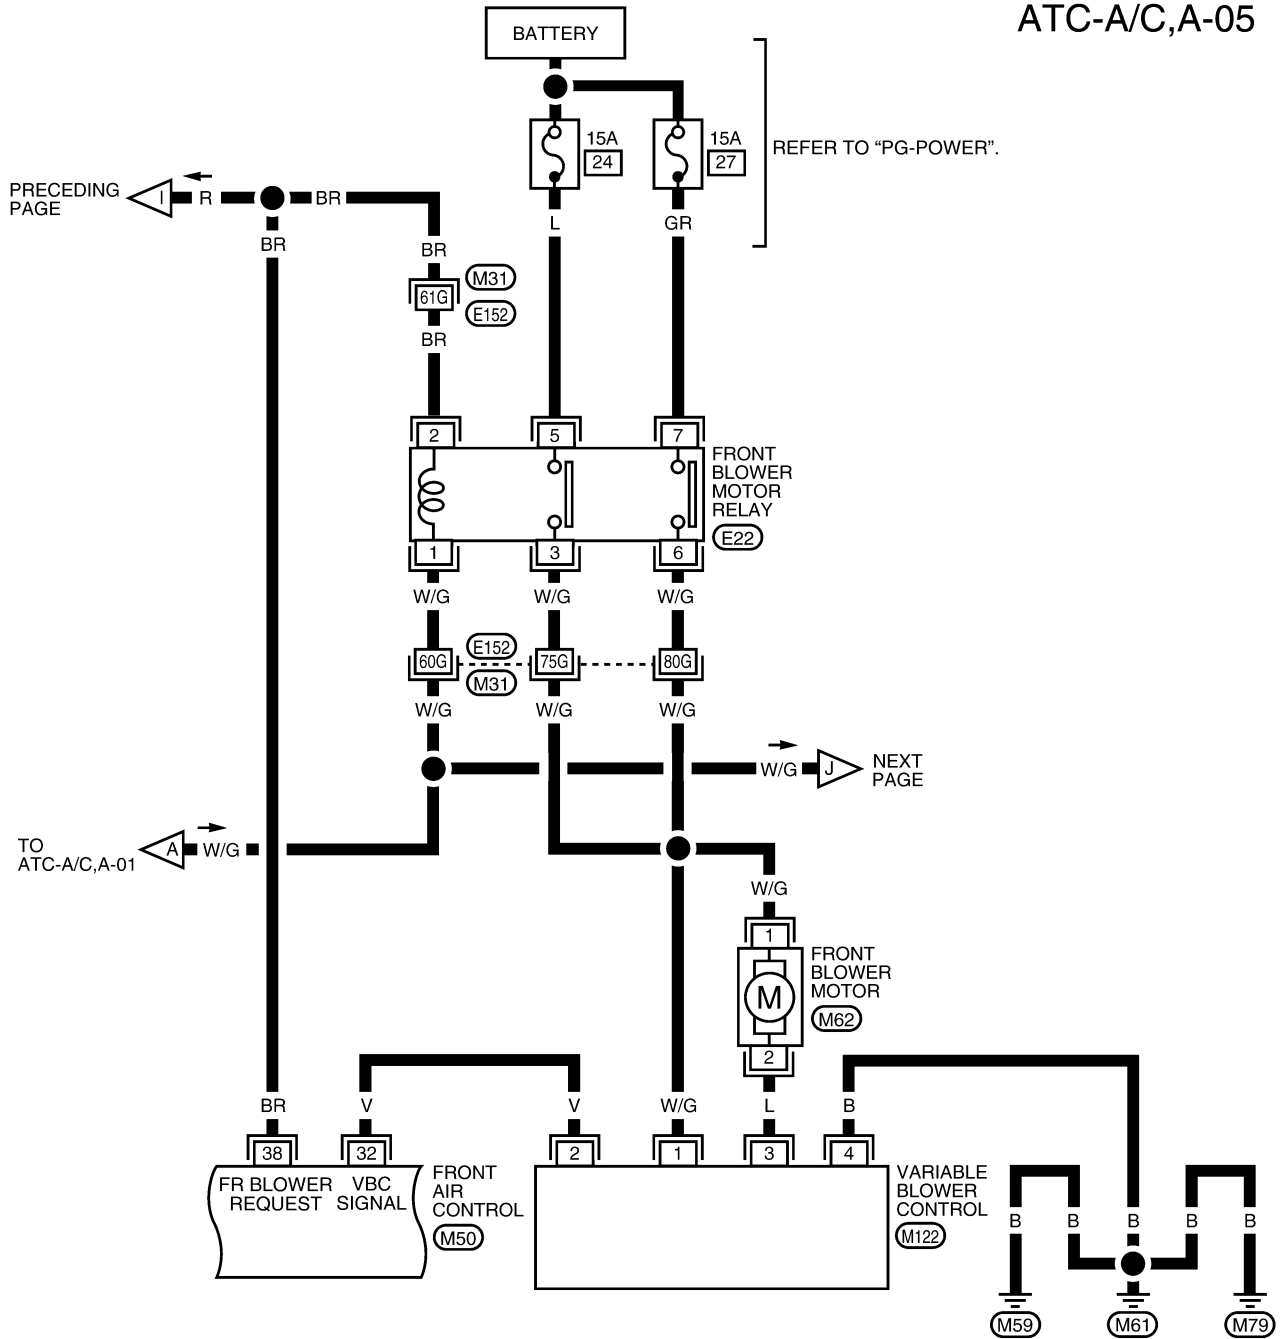 ATC-A/C,A-05
BATTERY
15A
24
15A
27
REFER TO “PG-POWER”.
PRECEDING
PAGE
I
R
BR
BR
L
GR
BR
M31
61G
E152
BR
2
5
7
FRONT
BLOWER
MOTOR
RELAY
E22
1
3
6
W/G
W/G
W/G
E152
60G
75G
80G
M31
W/G
W/G
W/G
W/G
J
NEXT
PAGE
TO
ATC-A/C,A-01
A
W/G
W/G
1
FRONT
BLOWER
MOTOR
M
M62
2
BR
V
V
W/G
L
B
38
32
2
1
3
4
FR BLOWER
REQUEST
VBC
SIGNAL
FRONT
AIR
CONTROL
M50
VARIABLE
BLOWER
CONTROL
M122
B
B
B
B
B
M59
M61
M79